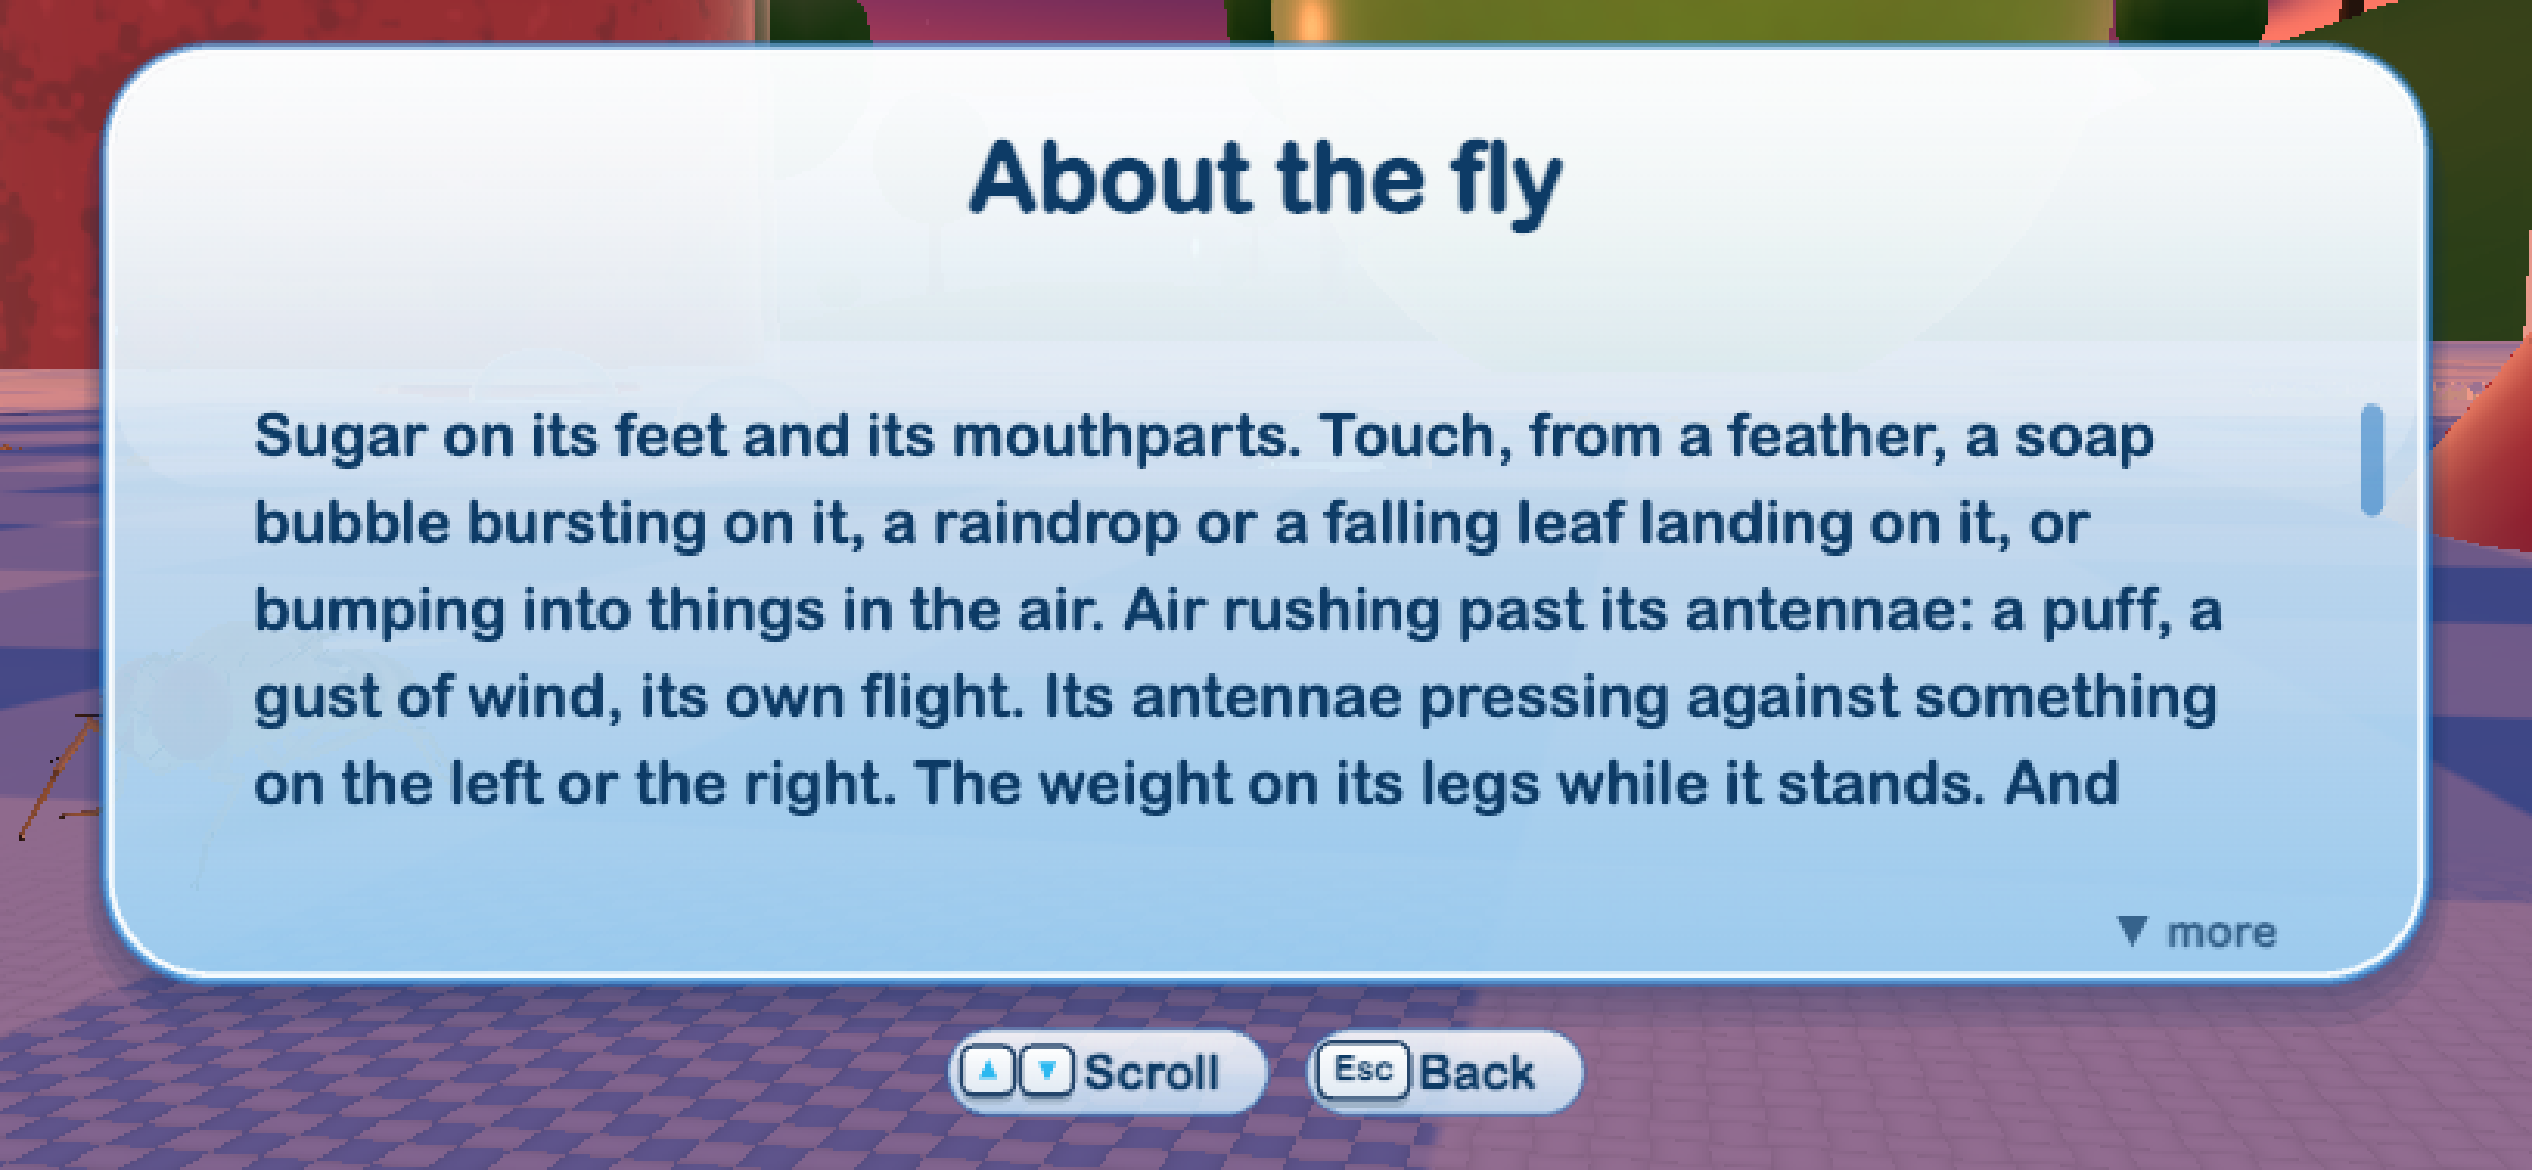 About the fly
Sugar on its feet and its mouthparts. Touch, from a feather, a soap
bubble bursting on it, a raindrop or a falling leaf landing on it, or
bumping into things in the air. Air rushing past its antennae: a puff, a
gust of wind, its own flight. Its antennae pressing against something
on the left or the right. The weight on its legs while it stands. And
▼ more
▲ ▼ Scroll
Esc Back